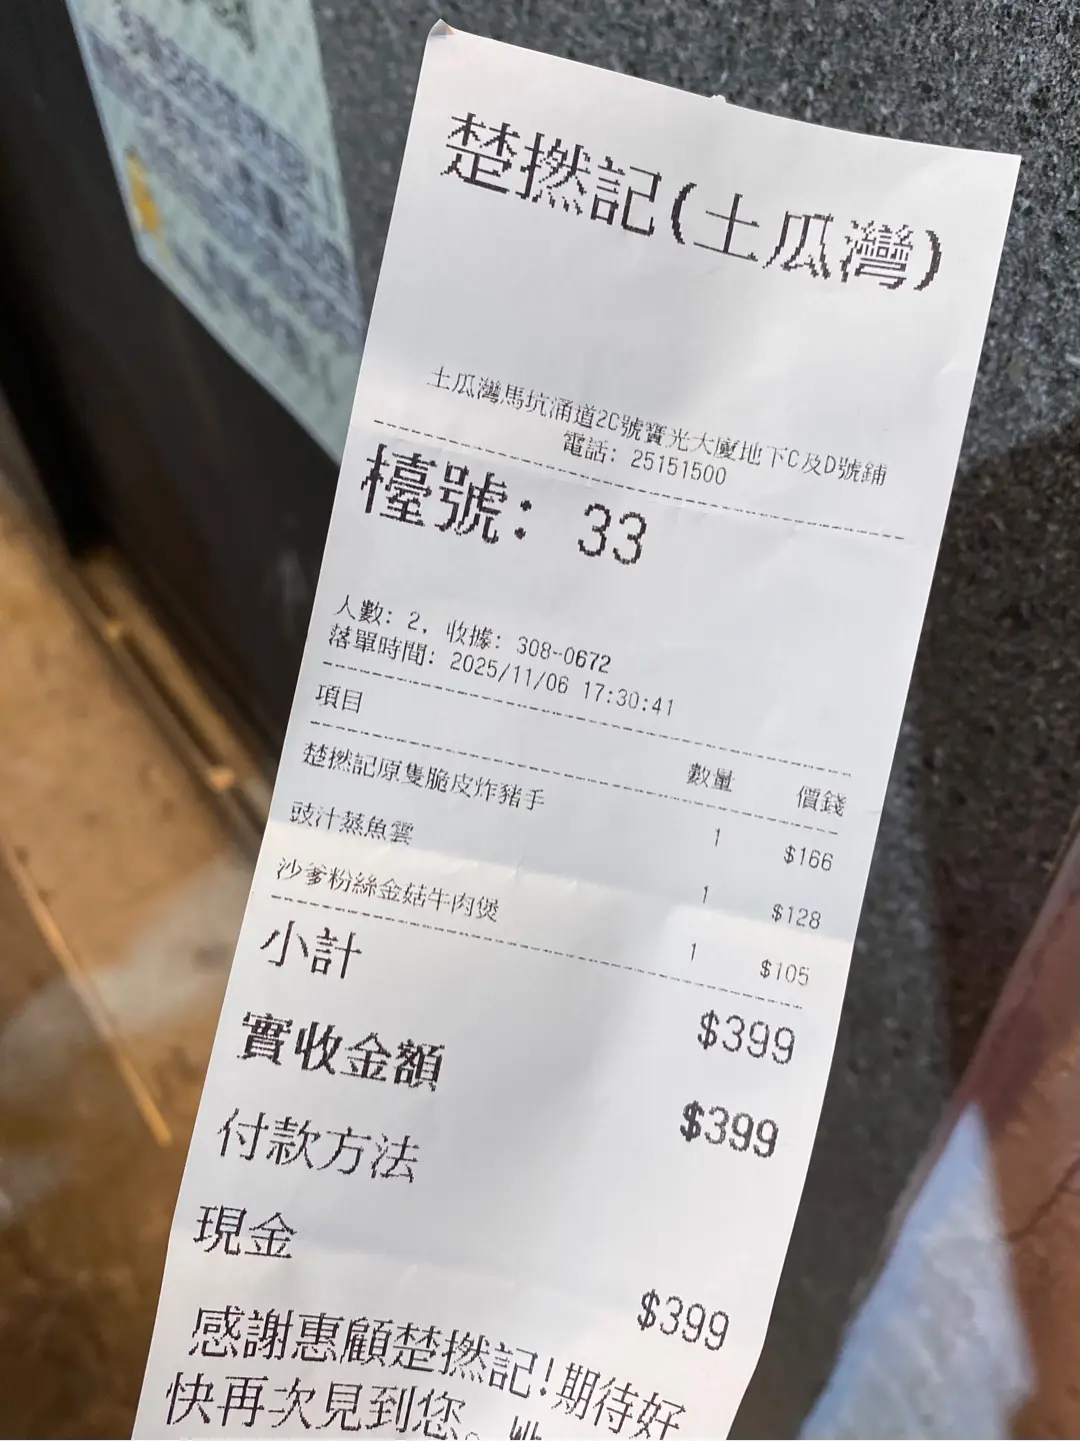 楚撚記(土瓜灣)
土瓜灣馬坑涌道2C號寶光大廈地下C及D號鋪
電話: 25151500
檯號: 33
人數: 2, 收據: 308-0672
落單時間: 2025/11/06 17:30:41
項目 數量 價錢
楚撚記原隻脆皮炸豬手 1 $166
豉汁蒸魚雲 1 $128
沙爹粉絲金菇牛肉煲 1 $105
小計 $399
實收金額 $399
付款方法
現金 $399
感謝惠顧楚撚記!期待好
快再次見到您。